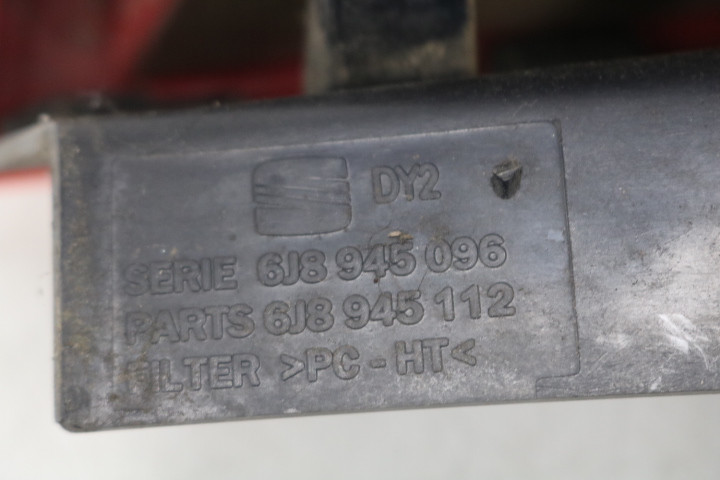 DY2
SERIE 6J8 945 096
PARTS 6J8 945 112
FILTER >PC-HT<